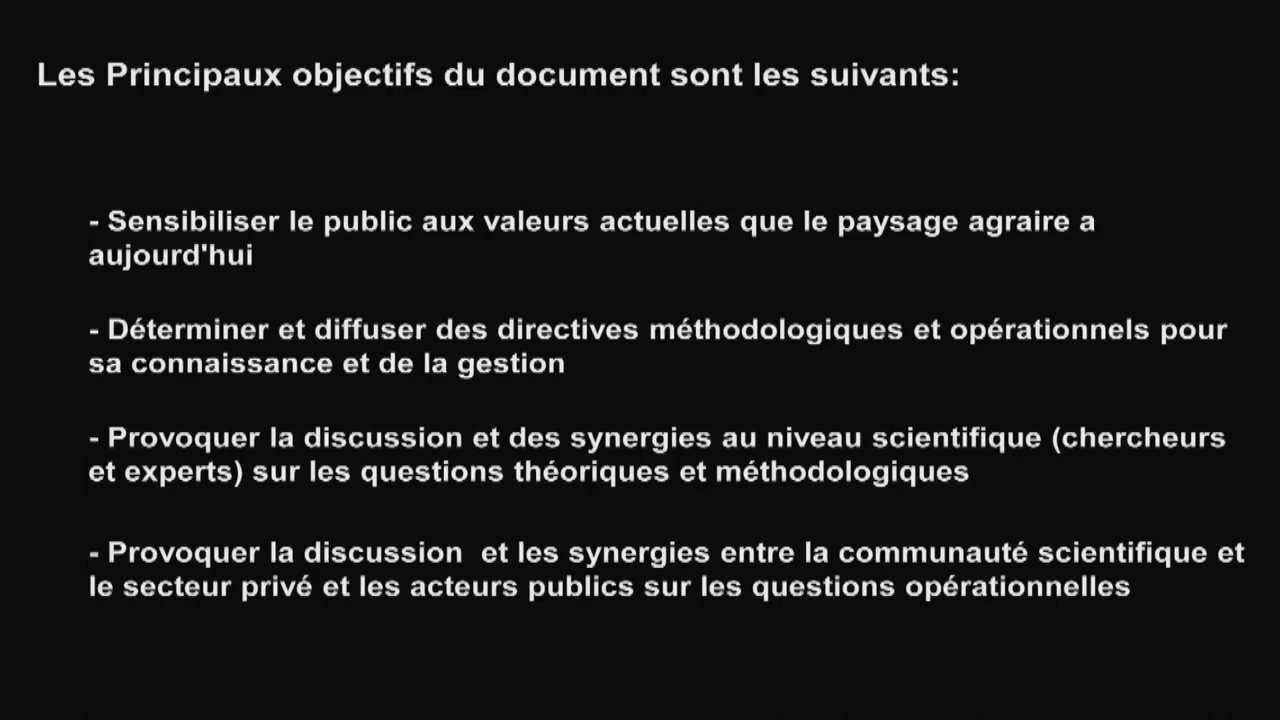 Les Principaux objectifs du document sont les suivants:
- Sensibiliser le public aux valeurs actuelles que le paysage agraire a
aujourd'hui
- Déterminer et diffuser des directives méthodologiques et opérationnels pour
sa connaissance et de la gestion
- Provoquer la discussion et des synergies au niveau scientifique (chercheurs
et experts) sur les questions théoriques et méthodologiques
- Provoquer la discussion  et les synergies entre la communauté scientifique et
le secteur privé et les acteurs publics sur les questions opérationnelles